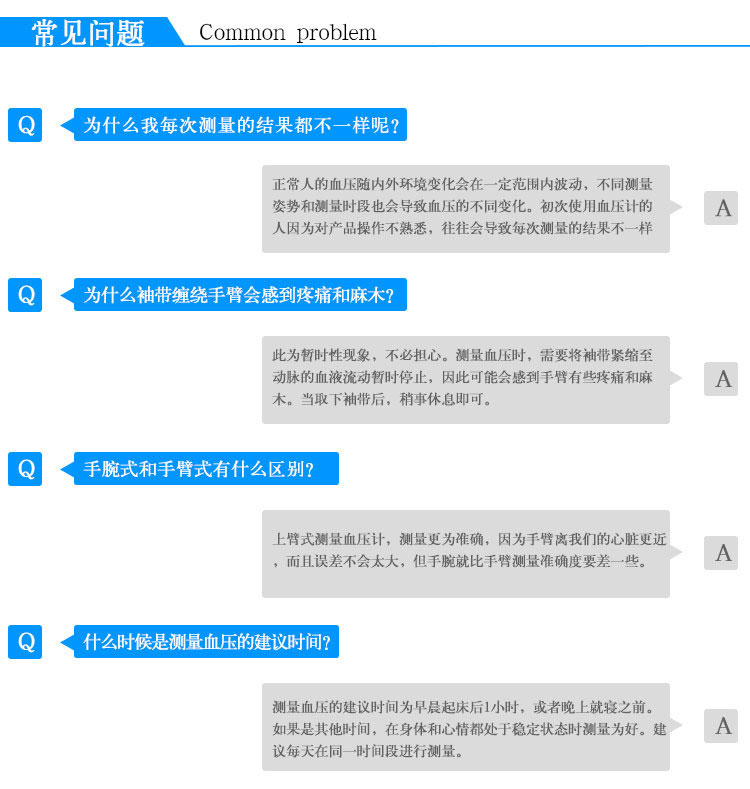 常见问题 Common problem
Q 为什么我每次测量的结果都不一样呢?
正常人的血压随内外环境变化会在一定范围内波动，不同测量
姿势和测量时段也会导致血压的不同变化。初次使用血压计的
A
人因为对产品操作不熟悉，往往会导致每次测量的结果不一样
Q 为什么袖带缠绕手臂会感到疼痛和麻木?
此为暂时性现象，不必担心。测量血压时，需要将袖带紧缩至
动脉的血液流动暂时停止，因此可能会感到手臂有些疼痛和麻
A
木。当取下袖带后，稍事休息即可。
Q 手腕式和手臂式有什么区别?
上臂式测量血压计，测量更为准确，因为手臂离我们的心脏更近
A
，而且误差不会太大，但手腕就比手臂测量准确度要差一些。
Q 什么时候是测量血压的建议时间?
测量血压的建议时间为早晨起床后1小时，或者晚上就寝之前。
如果是其他时间，在身体和心情都处于稳定状态时测量为好。建
A
议每天在同一时间段进行测量。